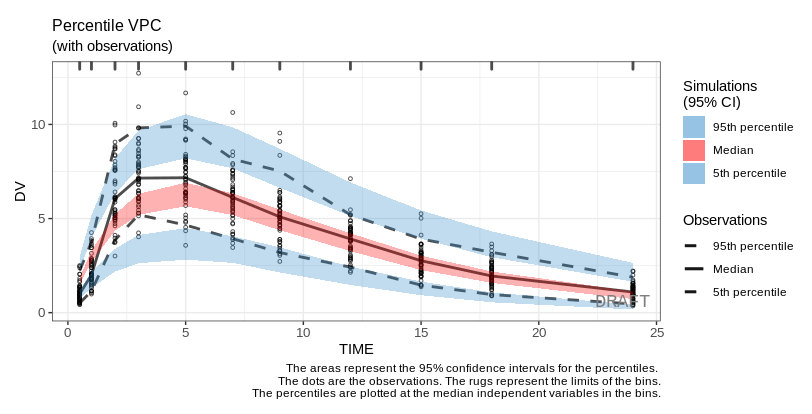 Percentile VPC
(with observations)
DV
10
5
0
0
5
10
15
20
25
TIME
DRAFT
Simulations
(95% CI)
95th percentile
Median
5th percentile
Observations
95th percentile
Median
5th percentile
The areas represent the 95% confidence intervals for the percentiles.
The dots are the observations. The rugs represent the limits of the bins.
The percentiles are plotted at the median independent variables in the bins.